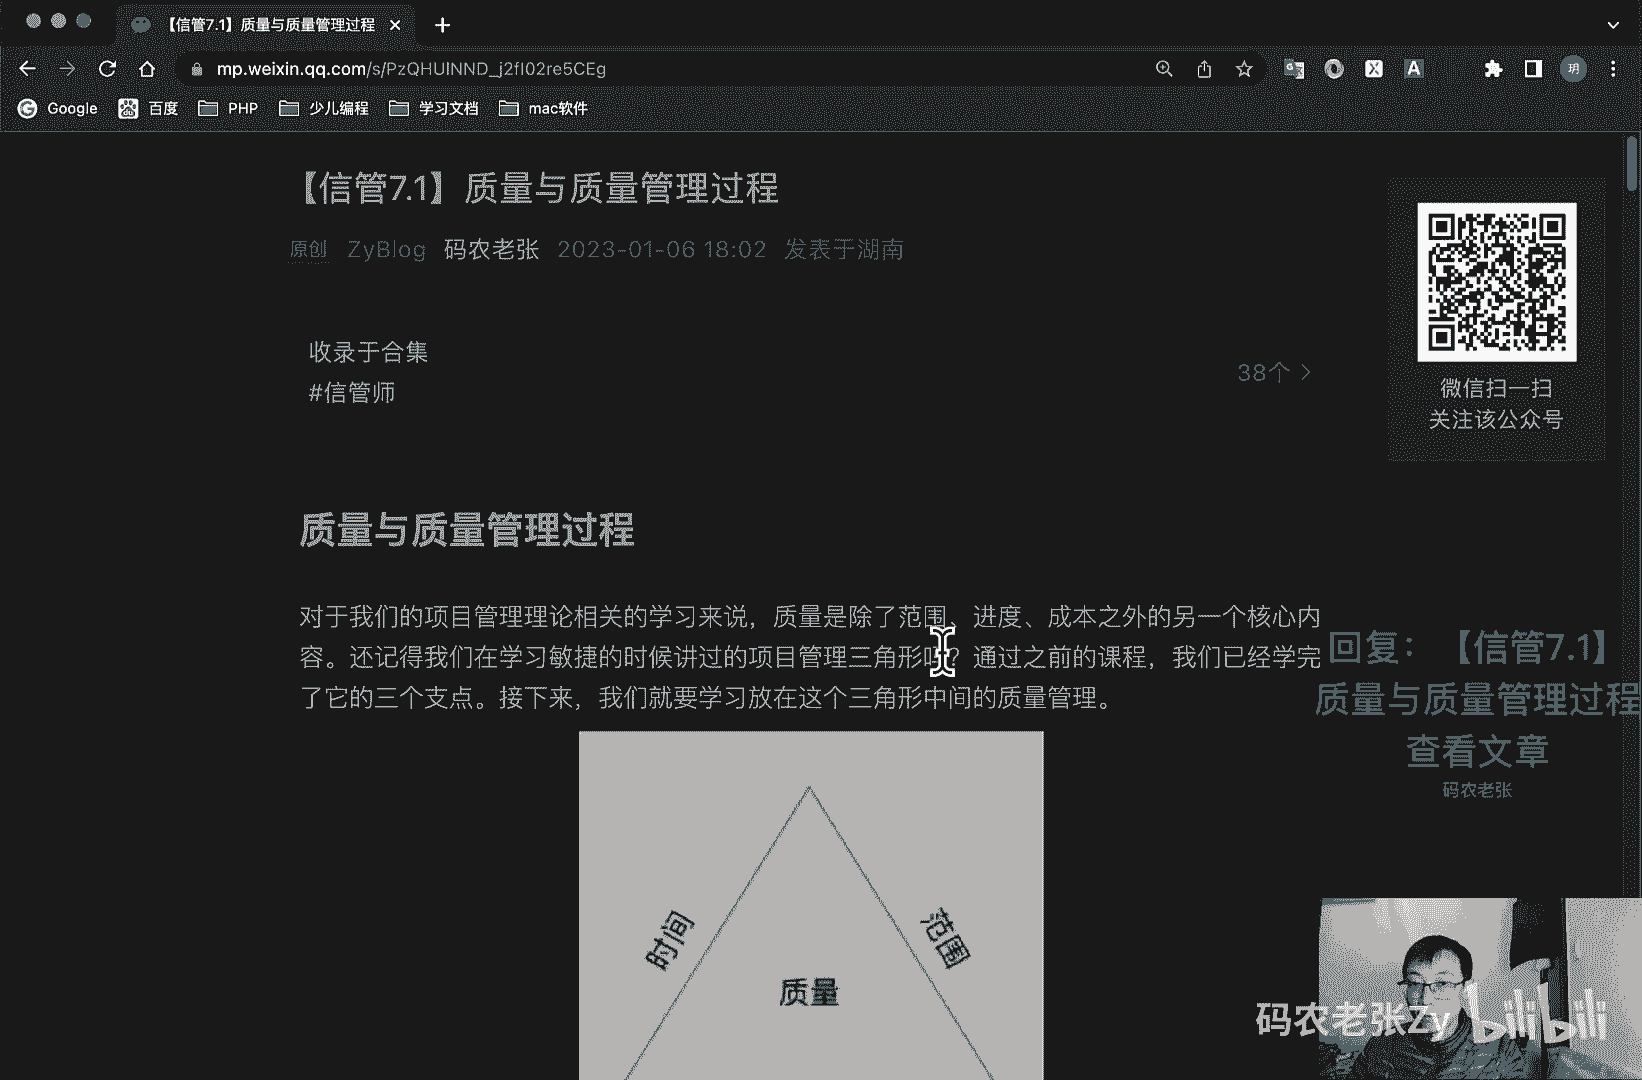 【信管7.1】质量与质量管理过程
mp.weixin.qq.com/s/PzQHUlNND_j2fI02re5CEg
Google 百度 PHP 少儿编程 学习文档 mac软件
【信管7.1】质量与质量管理过程
原创 ZyBlog 码农老张 2023-01-06 18:02 发表于湖南
收录于合集
#信管师
38个
微信扫一扫
关注该公众号
质量与质量管理过程
对于我们的项目管理理论相关的学习来说，质量是除了范围、进度、成本之外的另一个核心内
容。还记得我们在学习敏捷的时候讲过的项目管理三角形吗？通过之前的课程，我们已经学完
了它的三个支点。接下来，我们就要学习放在这个三角形中间的质量管理。
回复：【信管7.1】
质量与质量管理过程
查看文章
码农老张
时间
范围
质量
码农老张Zy bilibili